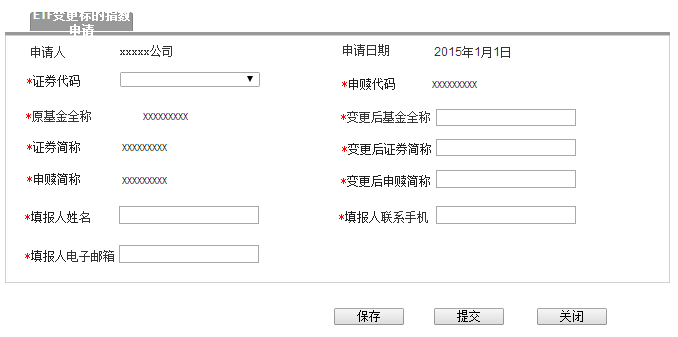 ETF变更标的指数
申请
申请人 xxxxx公司 申请日期 2015年1月1日
*证券代码 *申赎代码 xxxxxxxxx
*原基金全称 xxxxxxxxx *变更后基金全称
*证券简称 xxxxxxxxx *变更后证券简称
*申赎简称 xxxxxxxxx *变更后申赎简称
*填报人姓名 *填报人联系手机
*填报人电子邮箱
保存 提交 关闭